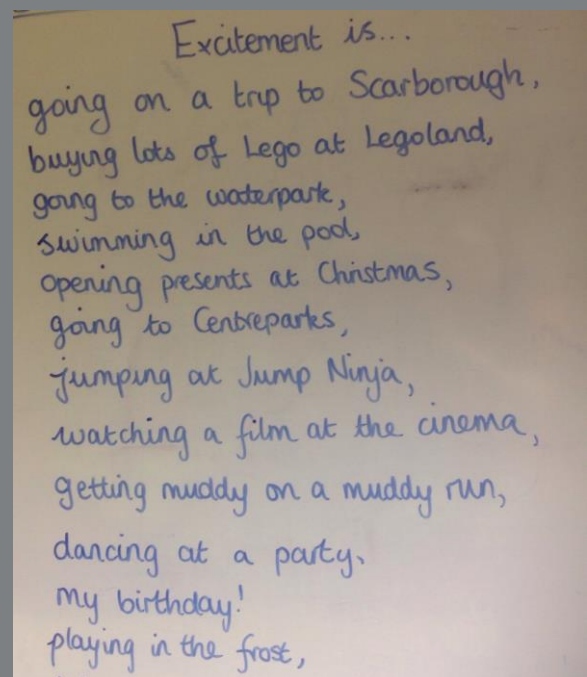 Excitement is...
going on a trip to Scarborough,
buying lots of Lego at Legoland,
going to the waterpark,
swimming in the pool,
opening presents at Christmas,
going to Centreparks,
jumping at Jump Ninja,
watching a film at the cinema,
getting muddy on a muddy run,
dancing at a party,
my birthday!
playing in the frost,